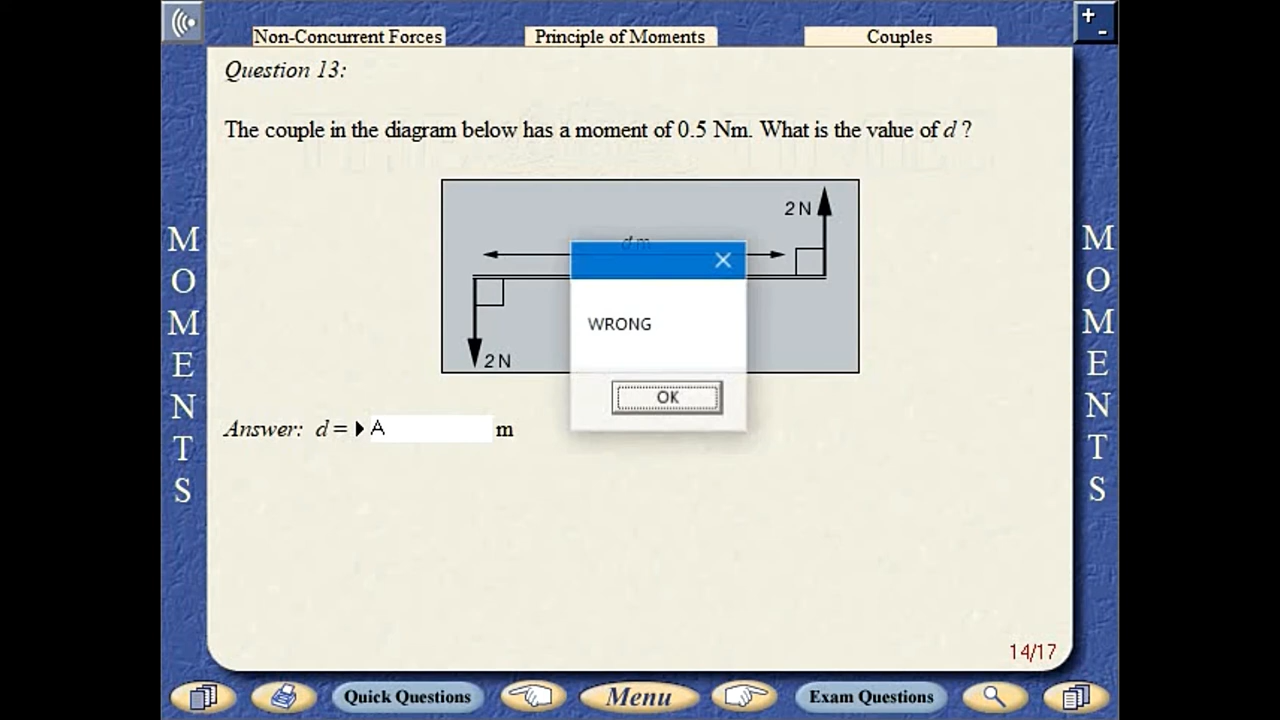 +
-
Non-Concurrent Forces
Principle of Moments
Couples
Question 13:
The couple in the diagram below has a moment of 0.5 Nm. What is the value of d ?
2 N
d m
WRONG
OK
2 N
Answer: d = A m
MOMENTS
MOMENTS
14/17
Quick Questions
Menu
Exam Questions